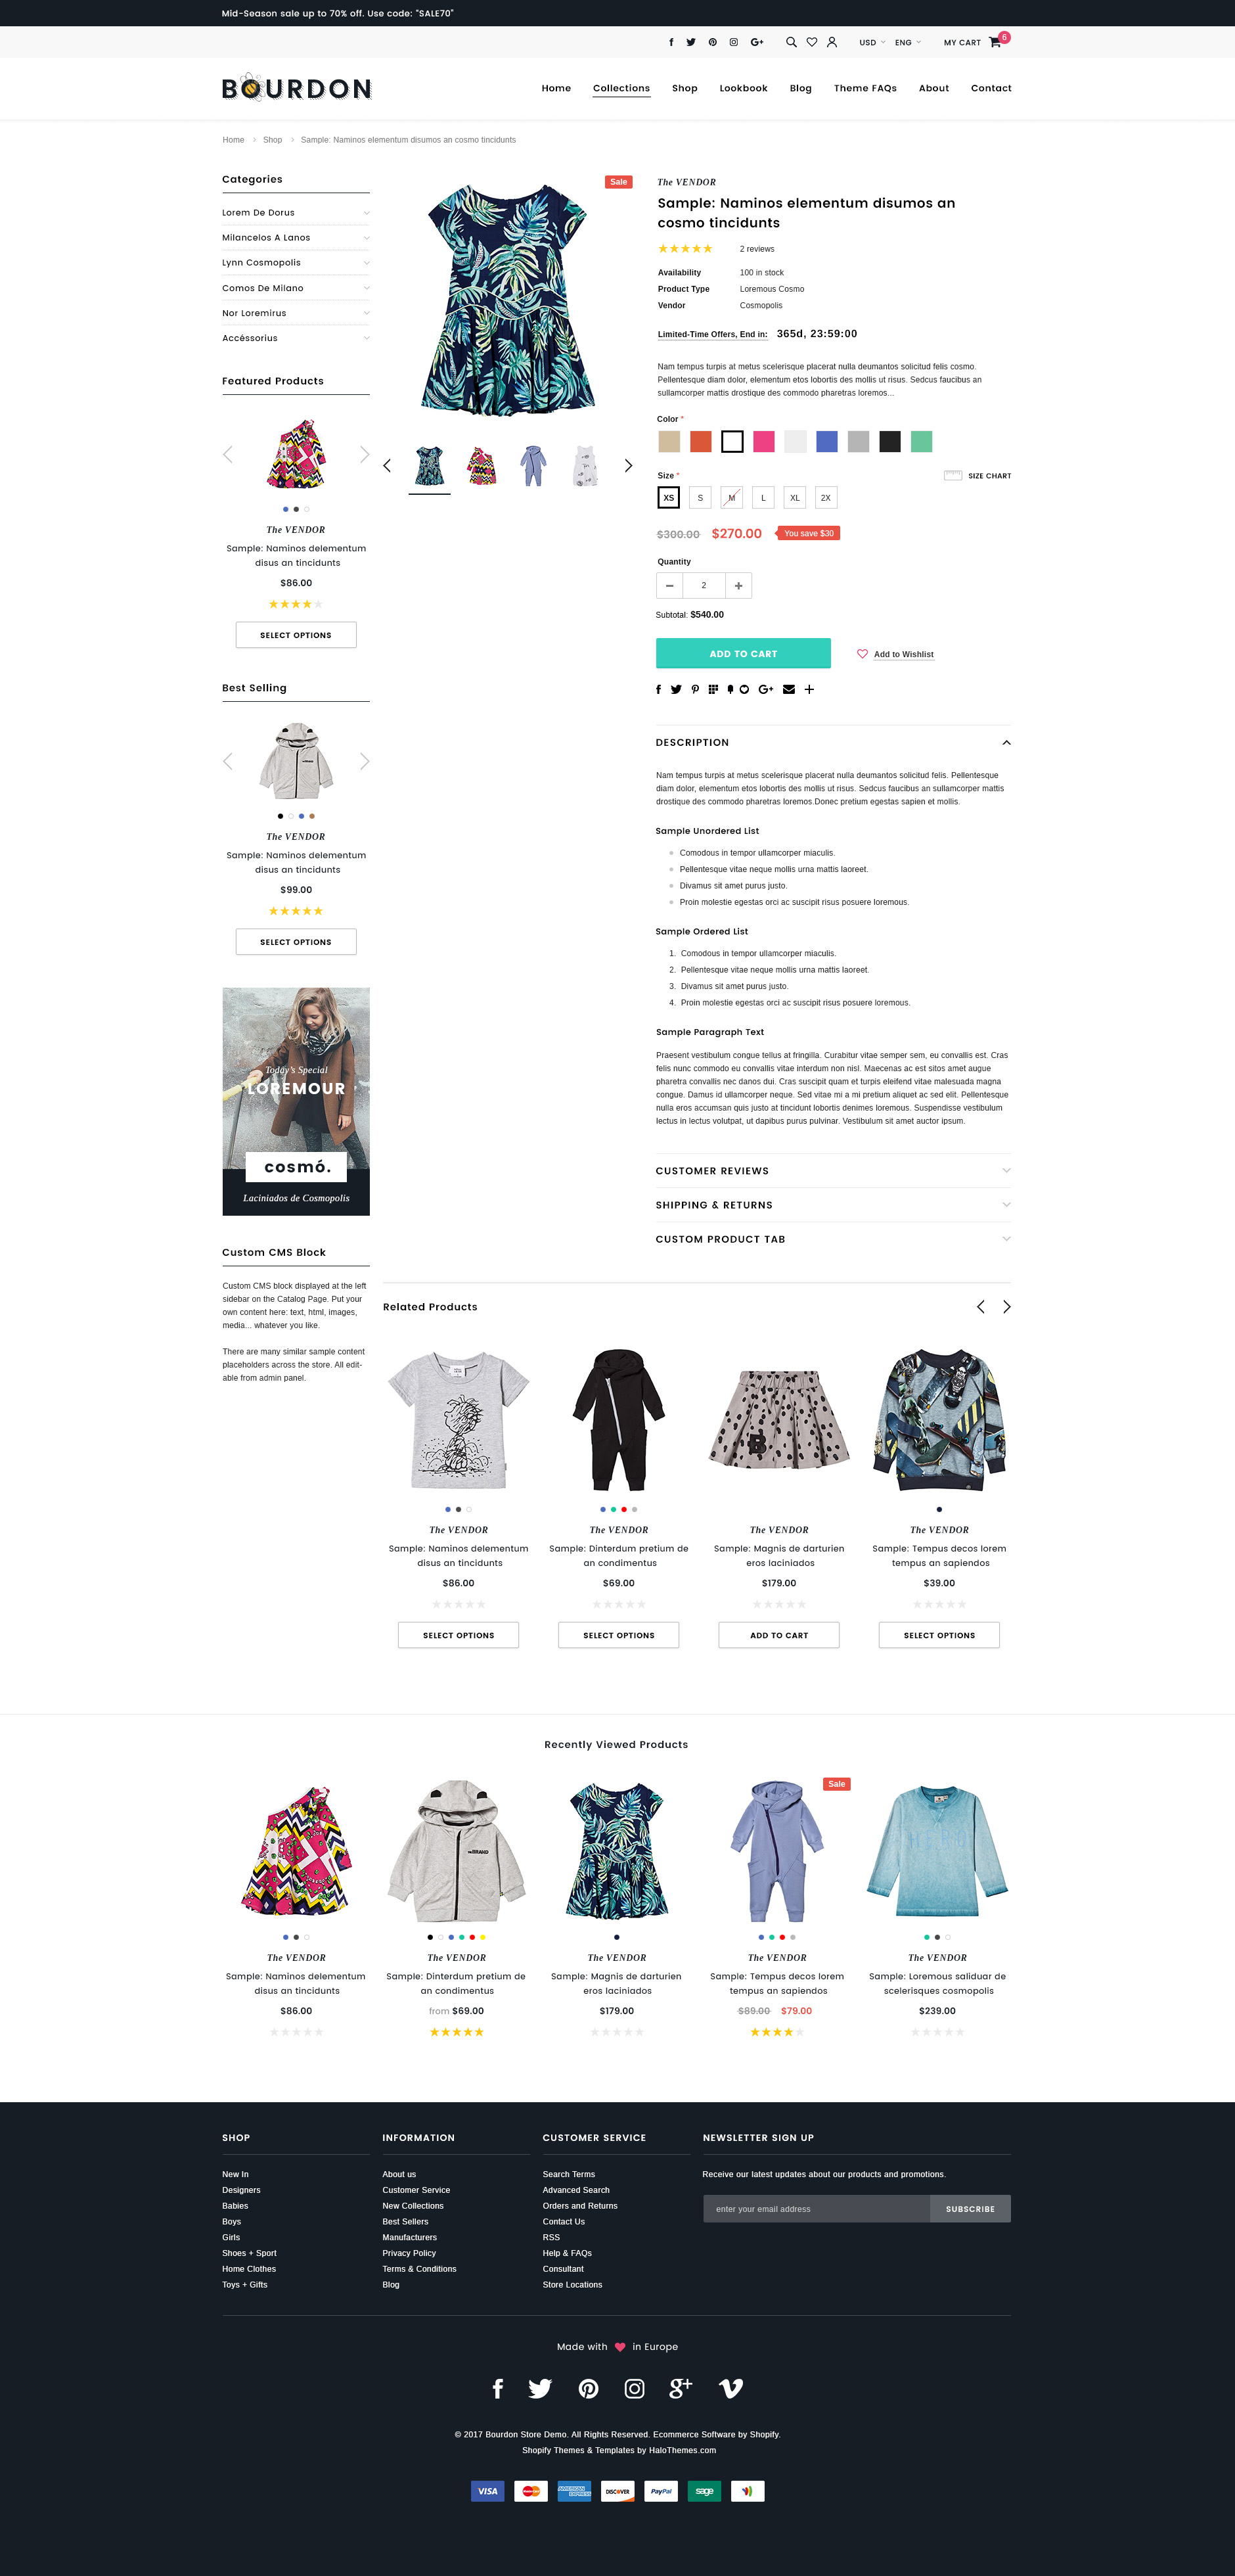 Mid-Season sale up to 70% off. Use code: "SALE70"
USD ENG MY CART 6
BOURDON
Home Collections Shop Lookbook Blog Theme FAQs About Contact
Home Shop Sample: Naminos elementum disumos an cosmo tincidunts
Categories
Lorem De Dorus
Milancelos A Lanos
Lynn Cosmopolis
Comos De Milano
Nor Loremirus
Accéssorius
Featured Products
The VENDOR
Sample: Naminos delementum
disus an tincidunts
$86.00
SELECT OPTIONS
Best Selling
The VENDOR
Sample: Naminos delementum
disus an tincidunts
$99.00
SELECT OPTIONS
Today's Special
LOREMOUR
cosmó.
Laciniados de Cosmopolis
Custom CMS Block
Custom CMS block displayed at the left
sidebar on the Catalog Page. Put your
own content here: text, html, images,
media... whatever you like.
There are many similar sample content
placeholders across the store. All edit-
able from admin panel.
Sale
The VENDOR
Sample: Naminos elementum disumos an
cosmo tincidunts
2 reviews
Availability 100 in stock
Product Type Loremous Cosmo
Vendor Cosmopolis
Limited-Time Offers, End in: 365d, 23:59:00
Nam tempus turpis at metus scelerisque placerat nulla deumantos solicitud felis cosmo.
Pellentesque diam dolor, elementum etos lobortis des mollis ut risus. Sedcus faucibus an
sullamcorper mattis drostique des commodo pharetras loremos...
Color *
Size *
SIZE CHART
XS S M L XL 2X
$300.00 $270.00 You save $30
Quantity
2
Subtotal: $540.00
ADD TO CART Add to Wishlist
DESCRIPTION
Nam tempus turpis at metus scelerisque placerat nulla deumantos solicitud felis. Pellentesque
diam dolor, elementum etos lobortis des mollis ut risus. Sedcus faucibus an sullamcorper mattis
drostique des commodo pharetras loremos.Donec pretium egestas sapien et mollis.
Sample Unordered List
Comodous in tempor ullamcorper miaculis.
Pellentesque vitae neque mollis urna mattis laoreet.
Divamus sit amet purus justo.
Proin molestie egestas orci ac suscipit risus posuere loremous.
Sample Ordered List
1. Comodous in tempor ullamcorper miaculis.
2. Pellentesque vitae neque mollis urna mattis laoreet.
3. Divamus sit amet purus justo.
4. Proin molestie egestas orci ac suscipit risus posuere loremous.
Sample Paragraph Text
Praesent vestibulum congue tellus at fringilla. Curabitur vitae semper sem, eu convallis est. Cras
felis nunc commodo eu convallis vitae interdum non nisl. Maecenas ac est sitos amet augue
pharetra convallis nec danos dui. Cras suscipit quam et turpis eleifend vitae malesuada magna
congue. Damus id ullamcorper neque. Sed vitae mi a mi pretium aliquet ac sed elit. Pellentesque
nulla eros accumsan quis justo at tincidunt lobortis denimes loremous. Suspendisse vestibulum
lectus in lectus volutpat, ut dapibus purus pulvinar. Vestibulum sit amet auctor ipsum.
CUSTOMER REVIEWS
SHIPPING & RETURNS
CUSTOM PRODUCT TAB
Related Products
The VENDOR The VENDOR The VENDOR The VENDOR
Sample: Naminos delementum Sample: Dinterdum pretium de Sample: Magnis de darturien Sample: Tempus decos lorem
disus an tincidunts an condimentus eros laciniados tempus an sapiendos
$86.00 $69.00 $179.00 $39.00
SELECT OPTIONS SELECT OPTIONS ADD TO CART SELECT OPTIONS
Recently Viewed Products
Sale
The VENDOR The VENDOR The VENDOR The VENDOR The VENDOR
Sample: Naminos delementum Sample: Dinterdum pretium de Sample: Magnis de darturien Sample: Tempus decos lorem Sample: Loremous saliduar de
disus an tincidunts an condimentus eros laciniados tempus an sapiendos scelerisques cosmopolis
$86.00 from $69.00 $179.00 $89.00 $79.00 $239.00
SHOP
New In
Designers
Babies
Boys
Girls
Shoes + Sport
Home Clothes
Toys + Gifts
INFORMATION
About us
Customer Service
New Collections
Best Sellers
Manufacturers
Privacy Policy
Terms & Conditions
Blog
CUSTOMER SERVICE
Search Terms
Advanced Search
Orders and Returns
Contact Us
RSS
Help & FAQs
Consultant
Store Locations
NEWSLETTER SIGN UP
Receive our latest updates about our products and promotions.
enter your email address SUBSCRIBE
Made with in Europe
© 2017 Bourdon Store Demo. All Rights Reserved. Ecommerce Software by Shopify.
Shopify Themes & Templates by HaloThemes.com
VISA MasterCard AMERICAN EXPRESS DISCOVER PayPal sage